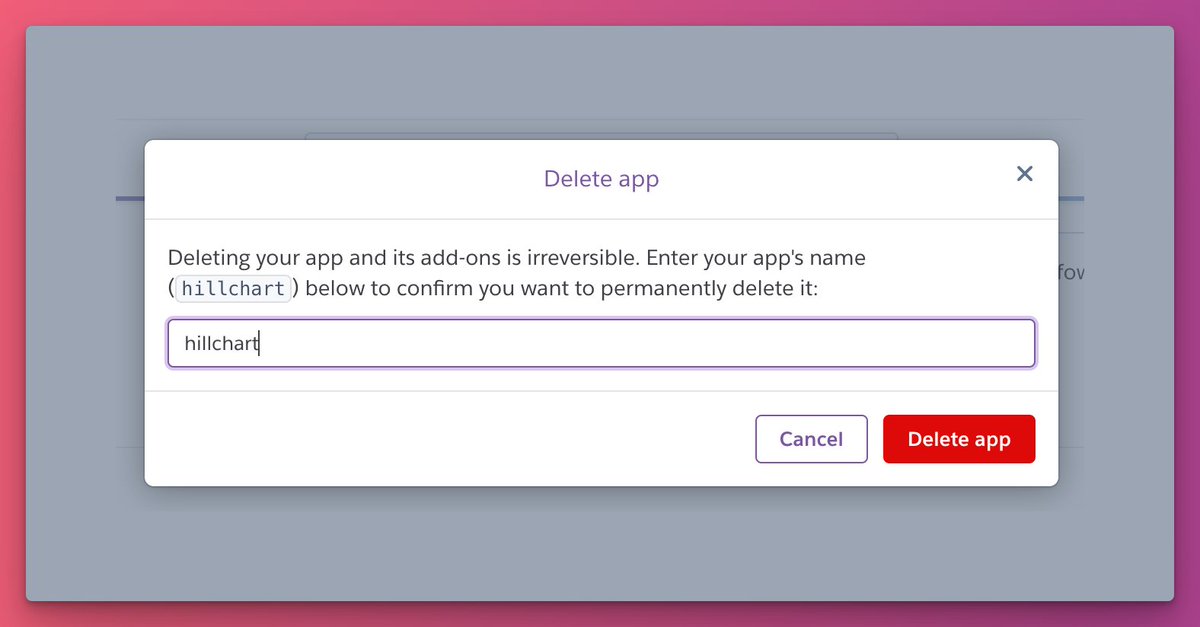 Delete app
Deleting your app and its add-ons is irreversible. Enter your app's name
(hillchart) below to confirm you want to permanently delete it:
hillchart
Cancel
Delete app